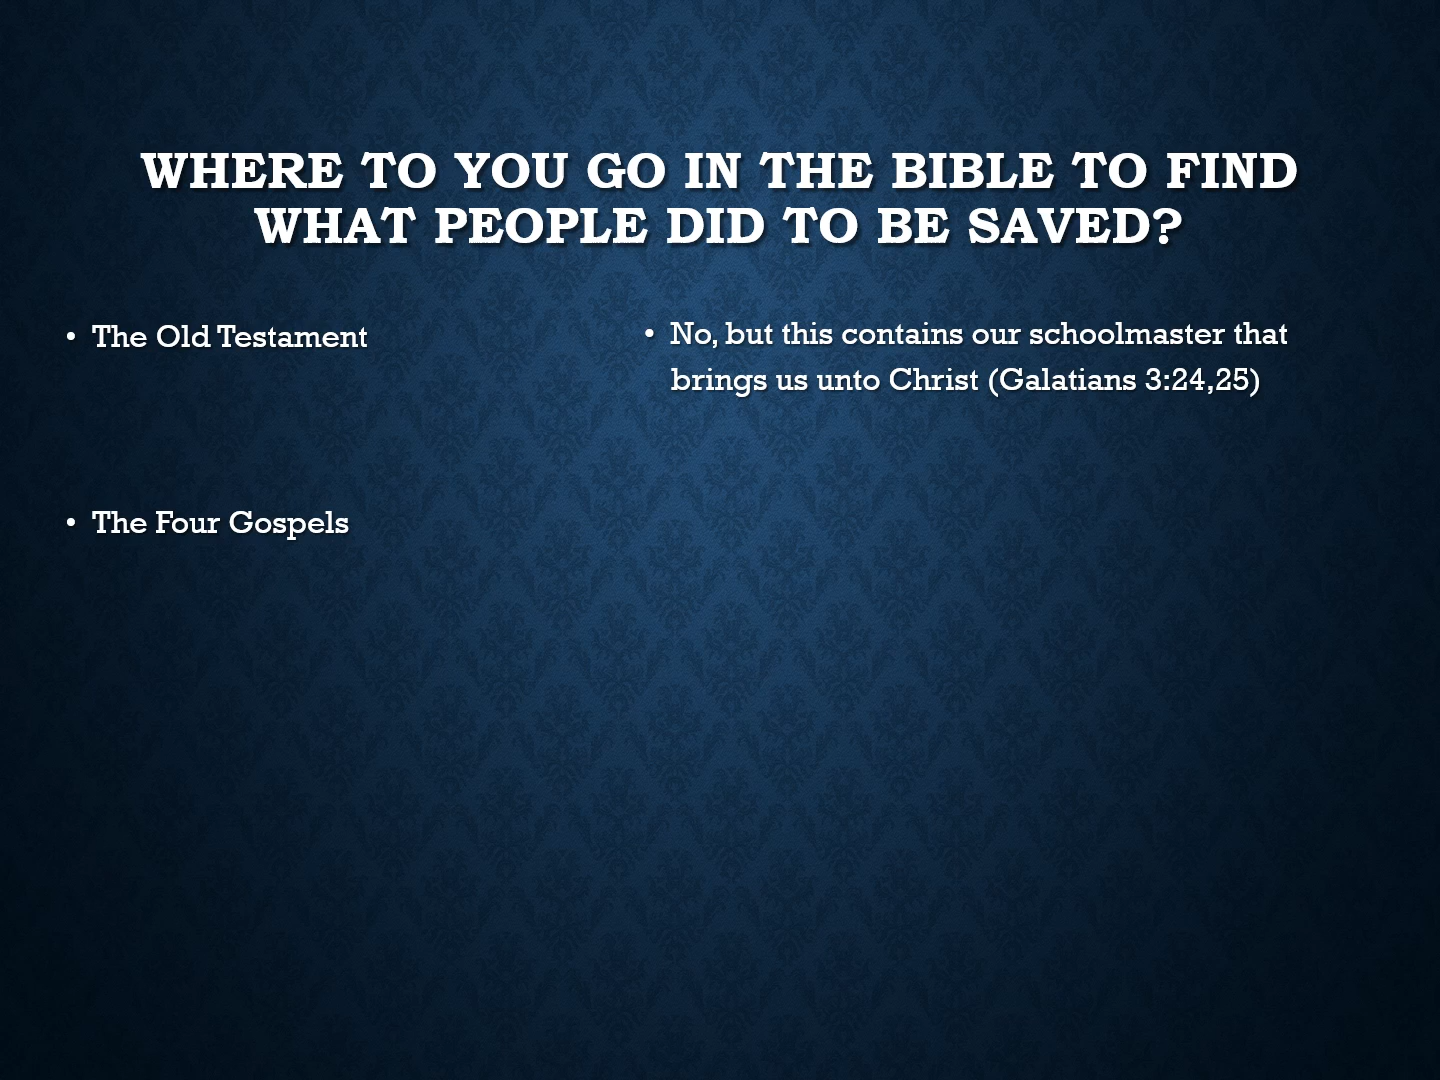 WHERE TO YOU GO IN THE BIBLE TO FIND
WHAT PEOPLE DID TO BE SAVED?
• The Old Testament
• No, but this contains our schoolmaster that
brings us unto Christ (Galatians 3:24,25)
• The Four Gospels